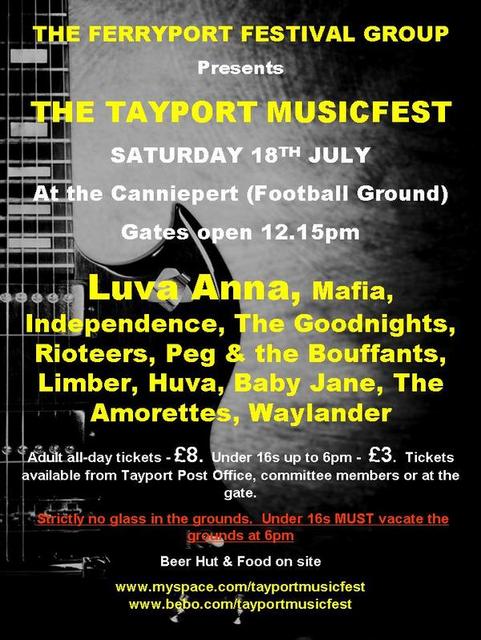 THE FERRYPORT FESTIVAL GROUP
Presents
THE TAYPORT MUSICFEST
SATURDAY 18TH JULY
At the Canniepert (Football Ground)
Gates open 12.15pm
Luva Anna, Mafia,
Independence, The Goodnights,
Rioteers, Peg & the Bouffants,
Limber, Huva, Baby Jane, The
Amorettes, Waylander
Adult all-day tickets - £8. Under 16s up to 6pm - £3. Tickets
available from Tayport Post Office, committee members or at the
gate.
Strictly no glass in the grounds. Under 16s MUST vacate the
grounds at 6pm
Beer Hut & Food on site
www.myspace.com/tayportmusicfest
www.bebo.com/tayportmusicfest